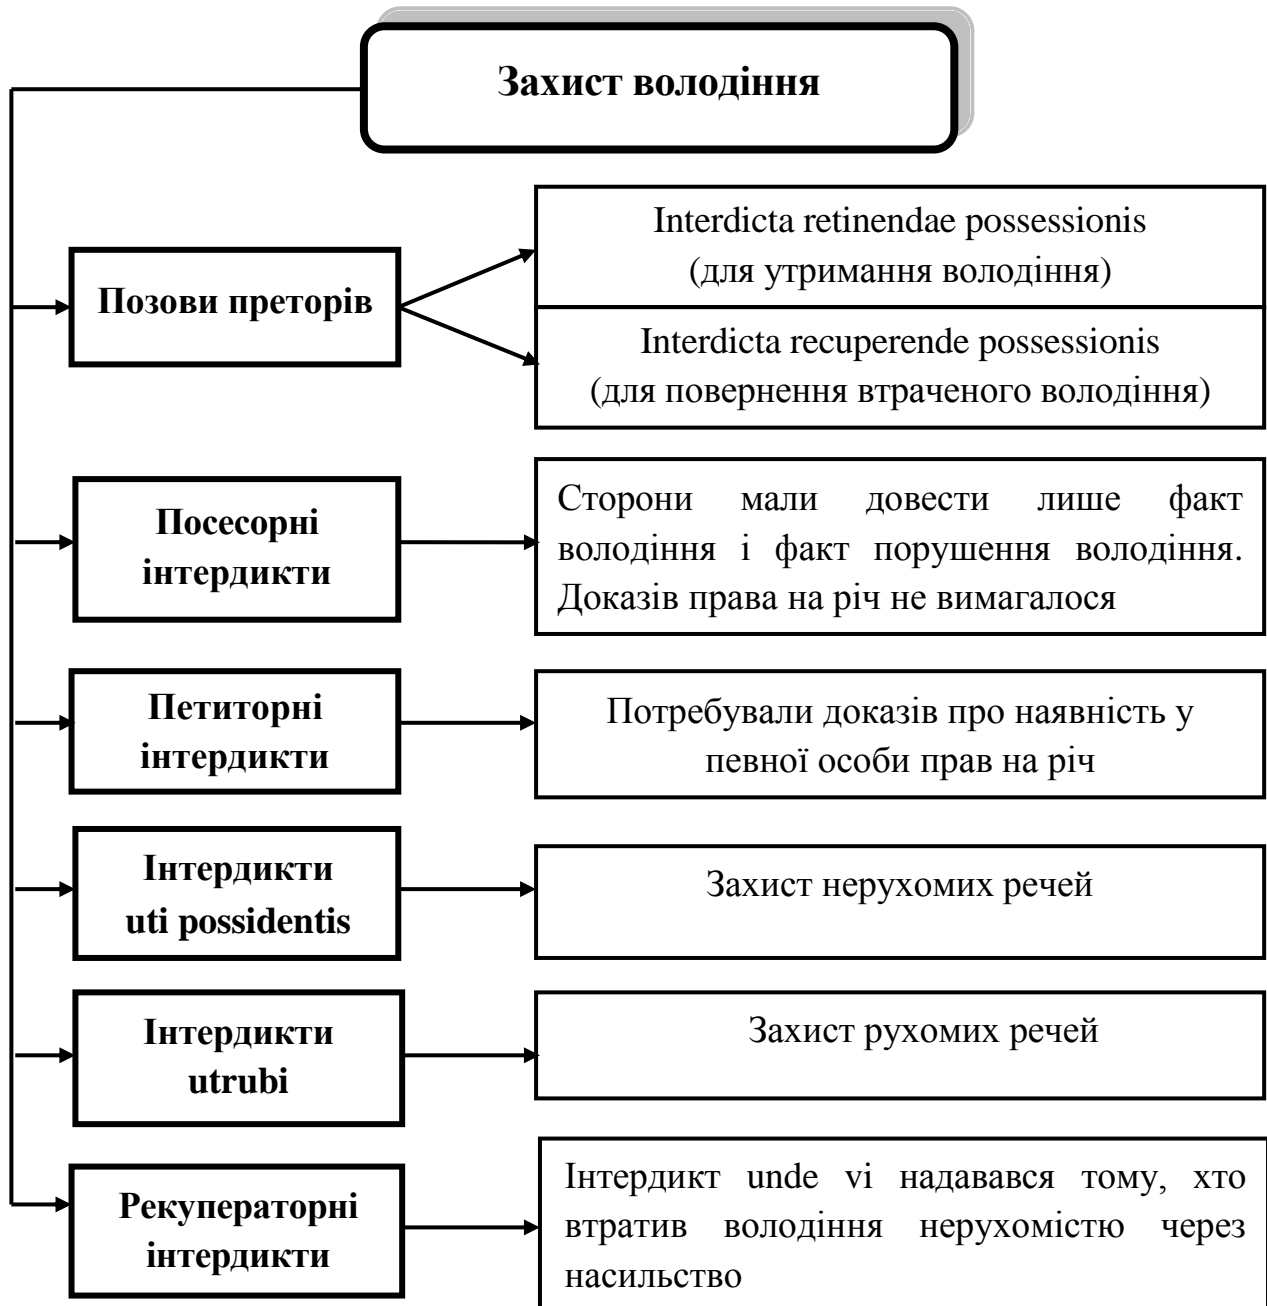 Захист володіння
Позови преторів
Interdicta retinendae possessionis
(для утримання володіння)
Interdicta recuperende possessionis
(для повернення втраченого володіння)
Посесорні
інтердикти
Сторони мали довести лише факт
володіння і факт порушення володіння.
Доказів права на річ не вимагалося
Петиторні
інтердикти
Потребували доказів про наявність у
певної особи прав на річ
Інтердикти
uti possidentis
Захист нерухомих речей
Інтердикти
utrubi
Захист рухомих речей
Рекуператорні
інтердикти
Інтердикт unde vi надавався тому, хто
втратив володіння нерухомістю через
насильство